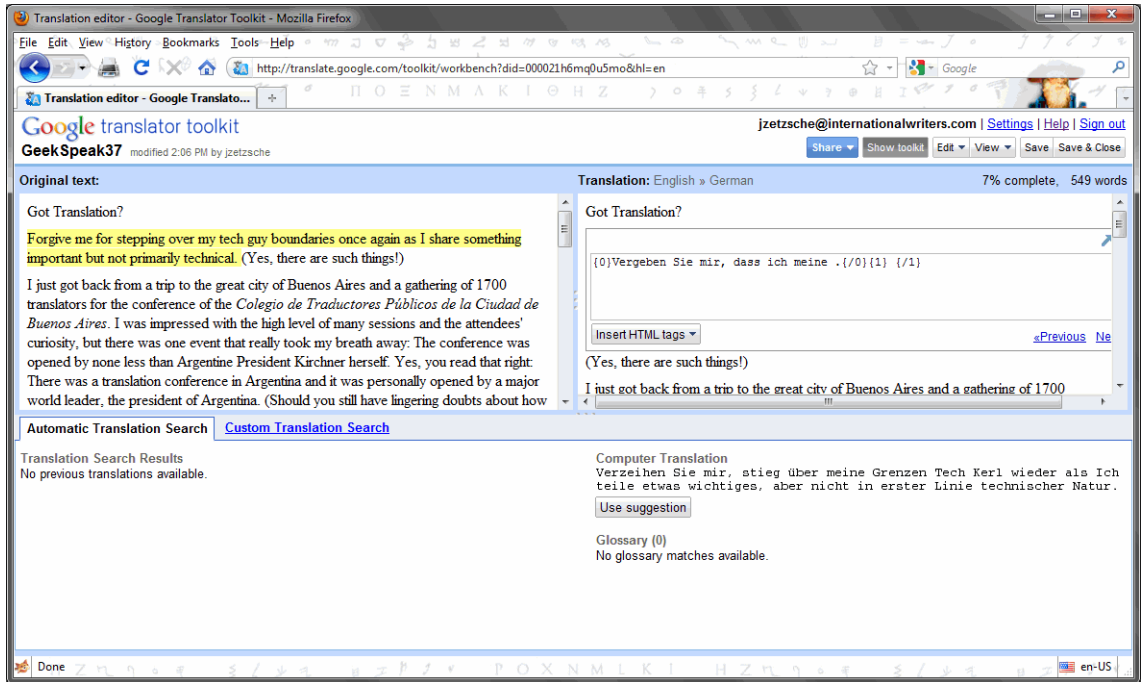 Translation editor - Google Translator Toolkit - Mozilla Firefox
File Edit View History Bookmarks Tools Help
http://translate.google.com/toolkit/workbench?did=000021h6mq0u5mo&hl=en
Google
Translation editor - Google Translato...
Google translator toolkit
jzetzsche@internationalwriters.com | Settings | Help | Sign out
GeekSpeak37 modified 2:06 PM by jzetzsche
Share Show toolkit Edit View Save Save & Close
Original text:
Translation: English » German
7% complete, 549 words
Got Translation?
Forgive me for stepping over my tech guy boundaries once again as I share something
important but not primarily technical. (Yes, there are such things!)
I just got back from a trip to the great city of Buenos Aires and a gathering of 1700
translators for the conference of the Colegio de Traductores Públicos de la Ciudad de
Buenos Aires. I was impressed with the high level of many sessions and the attendees'
curiosity, but there was one event that really took my breath away: The conference was
opened by none less than Argentine President Kirchner herself. Yes, you read that right:
There was a translation conference in Argentina and it was personally opened by a major
world leader, the president of Argentina. (Should you still have lingering doubts about how
Got Translation?
{0}Vergeben Sie mir, dass ich meine .{/0}{1} {/1}
Insert HTML tags
«Previous Ne
(Yes, there are such things!)
I just got back from a trip to the great city of Buenos Aires and a gathering of 1700
Automatic Translation Search Custom Translation Search
Translation Search Results
No previous translations available.
Computer Translation
Verzeihen Sie mir, stieg über meine Grenzen Tech Kerl wieder als Ich
teile etwas wichtiges, aber nicht in erster Linie technischer Natur.
Use suggestion
Glossary (0)
No glossary matches available.
Done
en-US